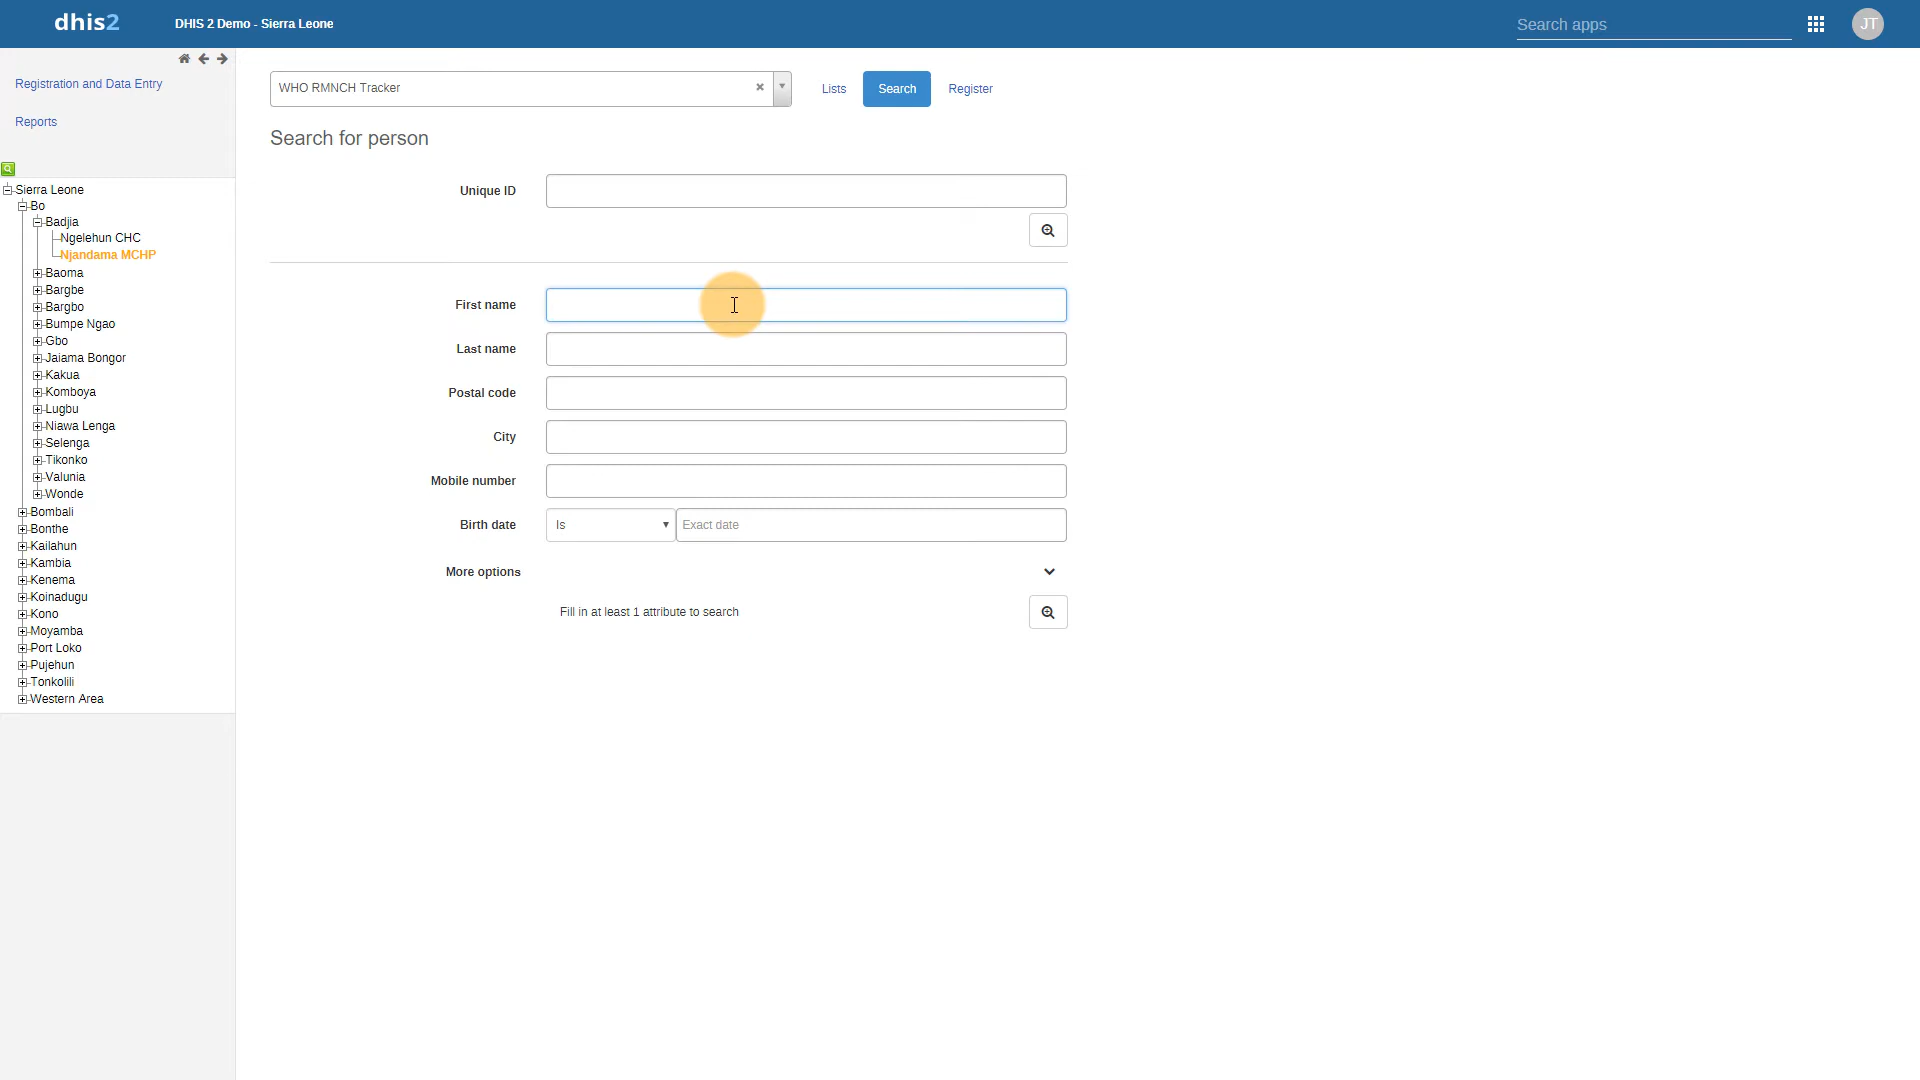 dhis2
DHIS 2 Demo - Sierra Leone
Search apps
JT
Registration and Data Entry
Reports
Sierra Leone
Bo
Badjia
Ngelehun CHC
Njandama MCHP
Baoma
Bargbe
Bargbo
Bumpe Ngao
Gbo
Jaiama Bongor
Kakua
Komboya
Lugbu
Niawa Lenga
Selenga
Tikonko
Valunia
Wonde
Bombali
Bonthe
Kailahun
Kambia
Kenema
Koinadugu
Kono
Moyamba
Port Loko
Pujehun
Tonkolili
Western Area
WHO RMNCH Tracker
Lists
Search
Register
Search for person
Unique ID
First name
Last name
Postal code
City
Mobile number
Birth date
Is
Exact date
More options
Fill in at least 1 attribute to search